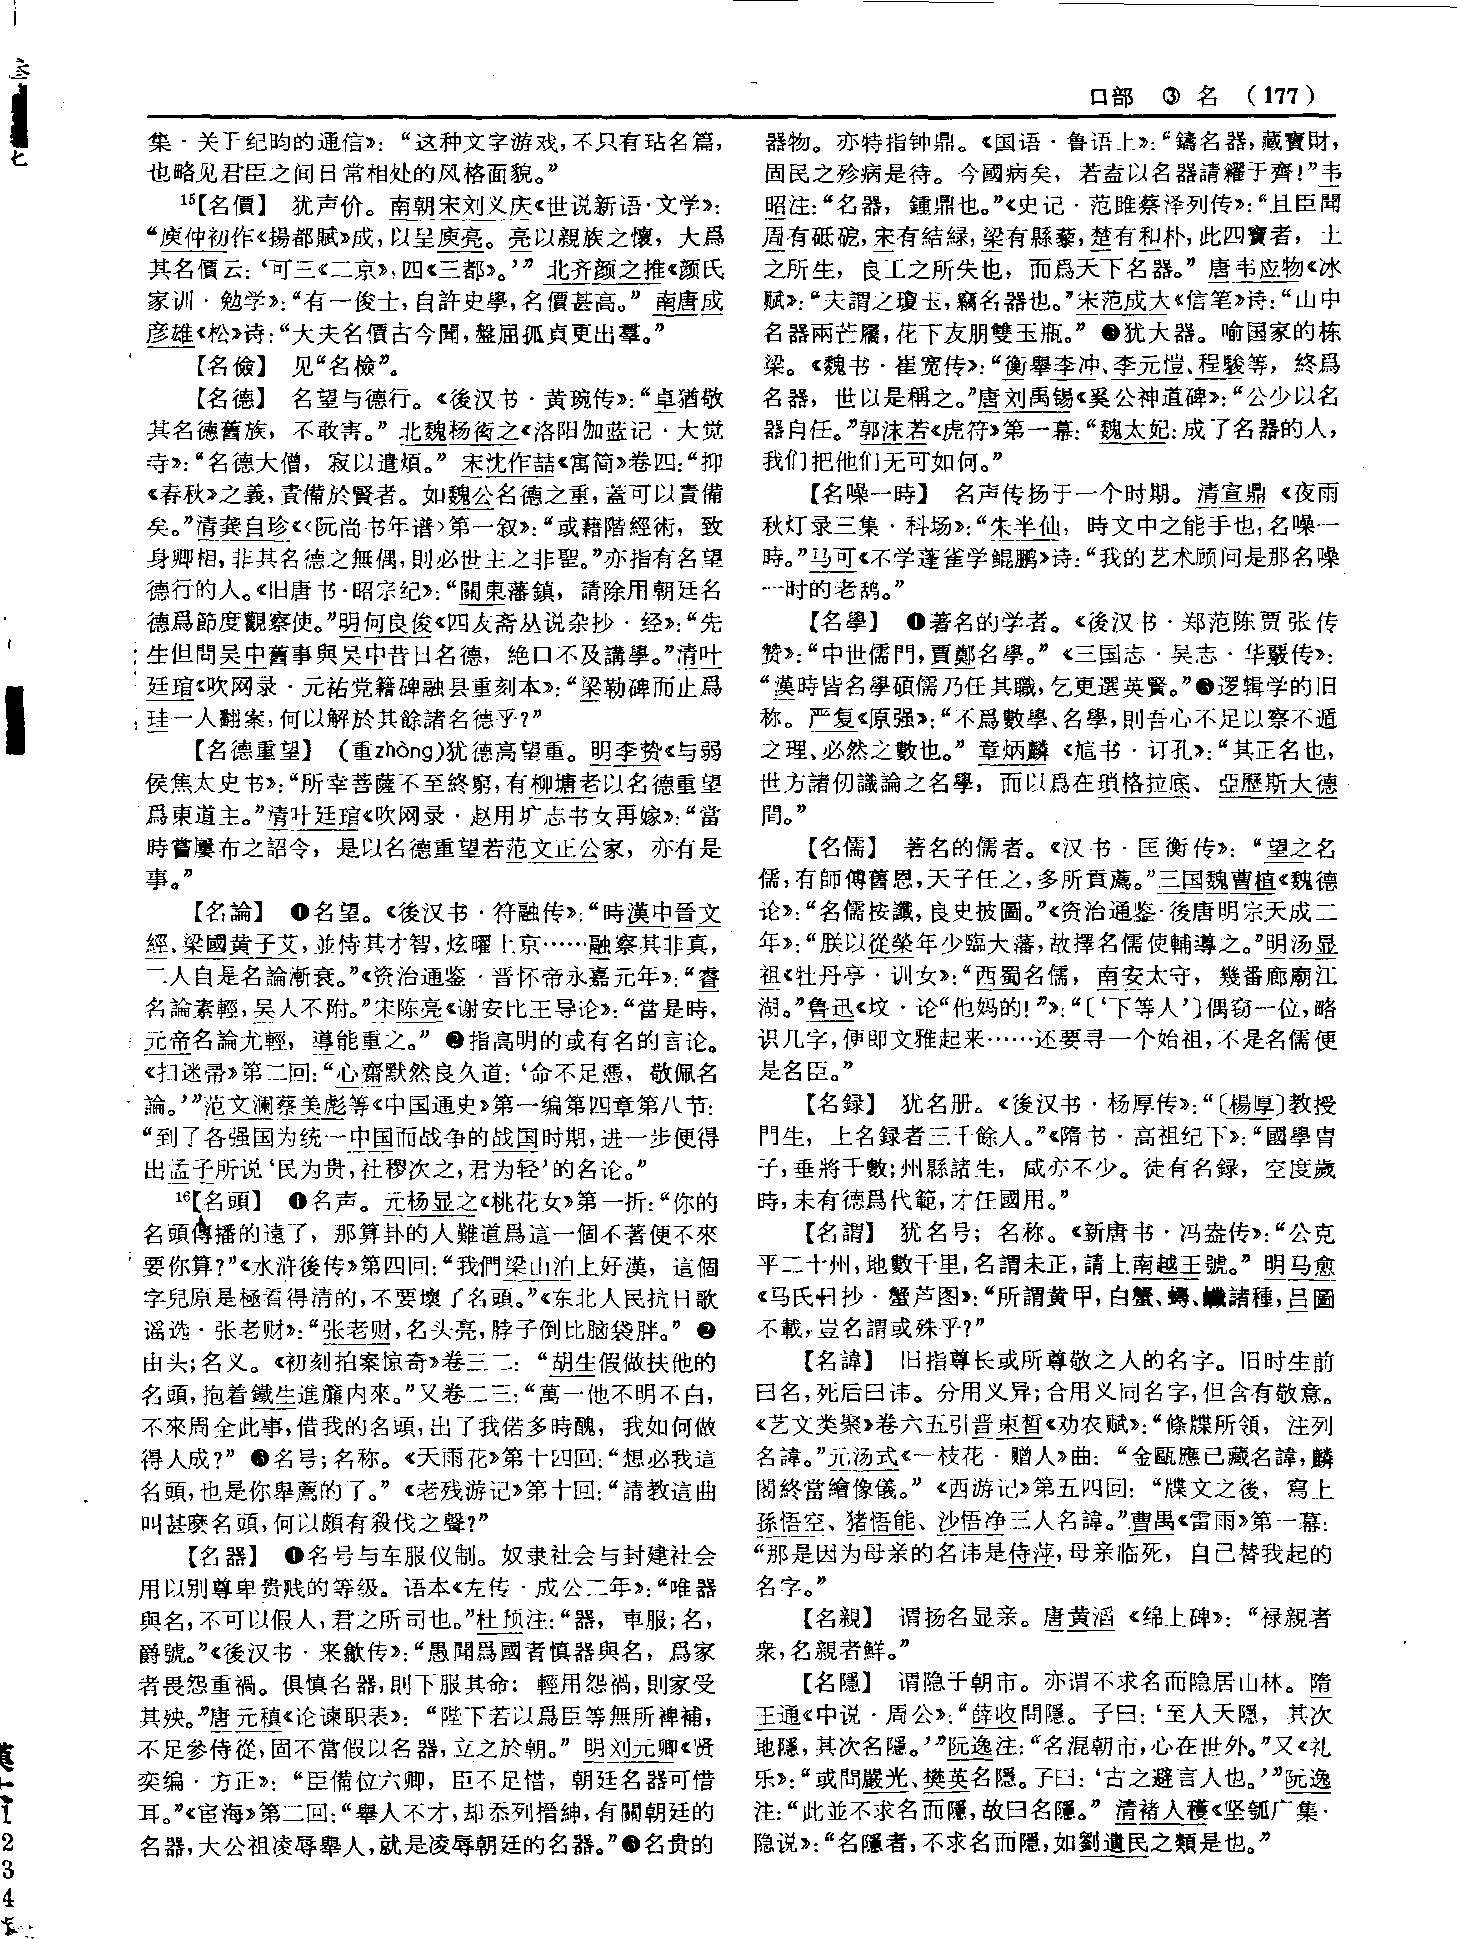 口部 ③ 名 (177)
集·关于纪昀的通信》：“这种文字游戏，不只有玷名篇，
也略见君臣之间日常相处的风格面貌。”
15【名價】 犹声价。南朝宋刘义庆《世说新语·文学》：
“庾仲初作《揚都賦》成，以呈庾亮。亮以親族之懷，大爲
其名價云：‘可三《二京》，四《三都》。’” 北齐颜之推《颜氏
家训·勉学》：“有一俊士，自許史學，名價甚高。” 南唐成
彦雄《松》诗：“大夫名價古今聞，盤屈孤貞更出羣。”
【名儉】 见“名檢”。
【名德】 名望与德行。《後汉书·黄琬传》：“卓猶敬
其名德舊族，不敢害。” 北魏杨衒之《洛阳伽蓝记·大觉
寺》：“名德大僧，寂以遣煩。” 宋沈作喆《寓简》卷四：“抑
《春秋》之義，責備於賢者。如魏公名德之重，蓋可以責備
矣。”清龚自珍《〈阮尚书年谱〉第一叙》：“或藉階經術，致
身卿相，非其名德之無偶，則必世主之非聖。”亦指有名望
德行的人。《旧唐书·昭宗纪》：“關東藩鎮，請除用朝廷名
德爲節度觀察使。”明何良俊《四友斋丛说杂抄·经》：“先
生但問吴中舊事與吴中昔日名德，絶口不及講學。”清叶
廷琯《吹网录·元祐党籍碑融县重刻本》：“梁勒碑而止爲
珪一人翻案，何以解於其餘諸名德乎？”
【名德重望】 （重zhòng）犹德高望重。明李贽《与弱
侯焦太史书》：“所幸菩薩不至終窮，有柳塘老以名德重望
爲東道主。”清叶廷琯《吹网录·赵用圹志书女再嫁》：“當
時嘗屢布之詔令，是以名德重望若范文正公家，亦有是
事。”
【名論】 ❶名望。《後汉书·符融传》：“時漢中晉文
經、梁國黄子艾，並恃其才智，炫曜上京……融察其非真，
二人自是名論漸衰。”《资治通鉴·晋怀帝永嘉元年》：“睿
名論素輕，吴人不附。”宋陈亮《谢安比王导论》：“當是時，
元帝名論尤輕，導能重之。” ❷指高明的或有名的言论。
《扫迷帚》第二回：“心齋默然良久道：‘命不足憑，敬佩名
論。’”范文澜蔡美彪等《中国通史》第一编第四章第八节：
“到了各强国为统一中国而战争的战国时期，进一步便得
出孟子所说‘民为贵，社稷次之，君为轻’的名论。”
16【名頭】 ❶名声。元杨显之《桃花女》第一折：“你的
名頭傳播的遠了，那算卦的人難道爲這一個不著便不來
要你算？”《水浒後传》第四回：“我們梁山泊上好漢，這個
字兒原是極看得清的，不要壞了名頭。”《东北人民抗日歌
谣选·张老财》：“张老财，名头亮，脖子倒比脑袋胖。” ❷
由头；名义。《初刻拍案惊奇》卷三二：“胡生假做扶他的
名頭，抱着鐵生進簾内來。”又卷二三：“萬一他不明不白，
不來周全此事，借我的名頭，出了我偌多時醜，我如何做
得人成？” ❸名号；名称。《天雨花》第十四回：“想必我這
名頭，也是你舉薦的了。” 《老残游记》第十回：“請教這曲
叫甚麽名頭，何以頗有殺伐之聲？”
【名器】 ❶名号与车服仪制。奴隶社会与封建社会
用以别尊卑贵贱的等级。语本《左传·成公二年》：“唯器
與名，不可以假人，君之所司也。”杜预注：“器，車服；名，
爵號。”《後汉书·来歙传》：“愚聞爲國者慎器與名，爲家
者畏怨重禍。俱慎名器，則下服其命；輕用怨禍，則家受
其殃。”唐元稹《论谏职表》：“陛下若以爲臣等無所裨補，
不足參侍從，固不當假以名器，立之於朝。” 明刘元卿《贤
奕编·方正》：“臣備位六卿，臣不足惜，朝廷名器可惜
耳。”《宦海》第二回：“舉人不才，却忝列搢紳，有關朝廷的
名器，大公祖凌辱舉人，就是凌辱朝廷的名器。”❷名贵的
器物。亦特指钟鼎。《国语·鲁语上》：“鑄名器，藏寶財，
固民之殄病是待。今國病矣，若盍以名器請糴于齊！”韦
昭注：“名器，鍾鼎也。”《史记·范雎蔡泽列传》：“且臣聞
周有砥砨，宋有結緑，梁有縣藜，楚有和朴，此四寶者，土
之所生，良工之所失也，而爲天下名器。” 唐韦应物《冰
赋》：“夫謂之瓊玉，竊名器也。”宋范成大《信笔》诗：“山中
名器兩芒屩，花下友朋雙玉瓶。” ❸犹大器。喻国家的栋
梁。《魏书·崔宽传》：“衡舉李冲、李元愷、程駿等，終爲
名器，世以是稱之。”唐刘禹锡《奚公神道碑》：“公少以名
器自任。”郭沫若《虎符》第一幕：“魏太妃：成了名器的人，
我们把他们无可如何。”
【名噪一時】 名声传扬于一个时期。清宣鼎《夜雨
秋灯录三集·科场》：“朱半仙，時文中之能手也，名噪一
時。”马可《不学蓬雀学鲲鹏》诗：“我的艺术顾问是那名噪
一时的老鸹。”
【名學】 ❶著名的学者。《後汉书·郑范陈贾张传
赞》：“中世儒門，賈鄭名學。” 《三国志·吴志·华覈传》：
“漢時皆名學碩儒乃任其職，乞更選英賢。”❷逻辑学的旧
称。严复《原强》：“不爲數學、名學，則吾心不足以察不遁
之理、必然之數也。” 章炳麟《訄书·订孔》：“其正名也，
世方諸仞識論之名學，而以爲在瑣格拉底、亞歷斯大德
間。”
【名儒】 著名的儒者。《汉书·匡衡传》：“望之名
儒，有師傅舊恩，天子任之，多所貢薦。”三国魏曹植《魏德
论》：“名儒按讖，良史披圖。”《资治通鉴·後唐明宗天成二
年》：“朕以從榮年少臨大藩，故擇名儒使輔導之。”明汤显
祖《牡丹亭·训女》：“西蜀名儒，南安太守，幾番廊廟江
湖。”鲁迅《坟·论“他妈的！”》：“〔‘下等人’〕偶窃一位，略
识几字，便即文雅起来……还要寻一个始祖，不是名儒便
是名臣。”
【名録】 犹名册。《後汉书·杨厚传》：“〔楊厚〕教授
門生，上名録者三千餘人。”《隋书·高祖纪下》：“國學胄
子，垂將千數；州縣諸生，咸亦不少。徒有名録，空度歲
時，未有德爲代範，才任國用。”
【名謂】 犹名号；名称。《新唐书·冯盎传》：“公克
平二十州，地數千里，名謂未正，請上南越王號。” 明马愈
《马氏日抄·蟹芦图》：“所謂黄甲，白蟹、蟳、蠘諸種，吕圖
不載，豈名謂或殊乎？”
【名諱】 旧指尊长或所尊敬之人的名字。旧时生前
曰名，死后曰讳。分用义异；合用义同名字，但含有敬意。
《艺文类聚》卷六五引晋束皙《劝农赋》：“條牒所領，注列
名諱。”元汤式《一枝花·赠人》曲：“金甌應已藏名諱，麟
閣終當繪像儀。” 《西游记》第五四回：“牒文之後，寫上
孫悟空、猪悟能、沙悟净三人名諱。”曹禺《雷雨》第一幕：
“那是因为母亲的名讳是侍萍，母亲临死，自己替我起的
名字。”
【名親】 谓扬名显亲。唐黄滔《绵上碑》：“禄親者
衆，名親者鮮。”
【名隱】 谓隐于朝市。亦谓不求名而隐居山林。隋
王通《中说·周公》：“薛收問隱。子曰：‘至人天隱，其次
地隱，其次名隱。’”阮逸注：“名混朝市，心在世外。”又《礼
乐》：“或問嚴光、樊英名隱。子曰：‘古之避言人也。’”阮逸
注：“此並不求名而隱，故曰名隱。” 清褚人穫《坚瓠广集·
隐说》：“名隱者，不求名而隱，如劉遺民之類是也。”